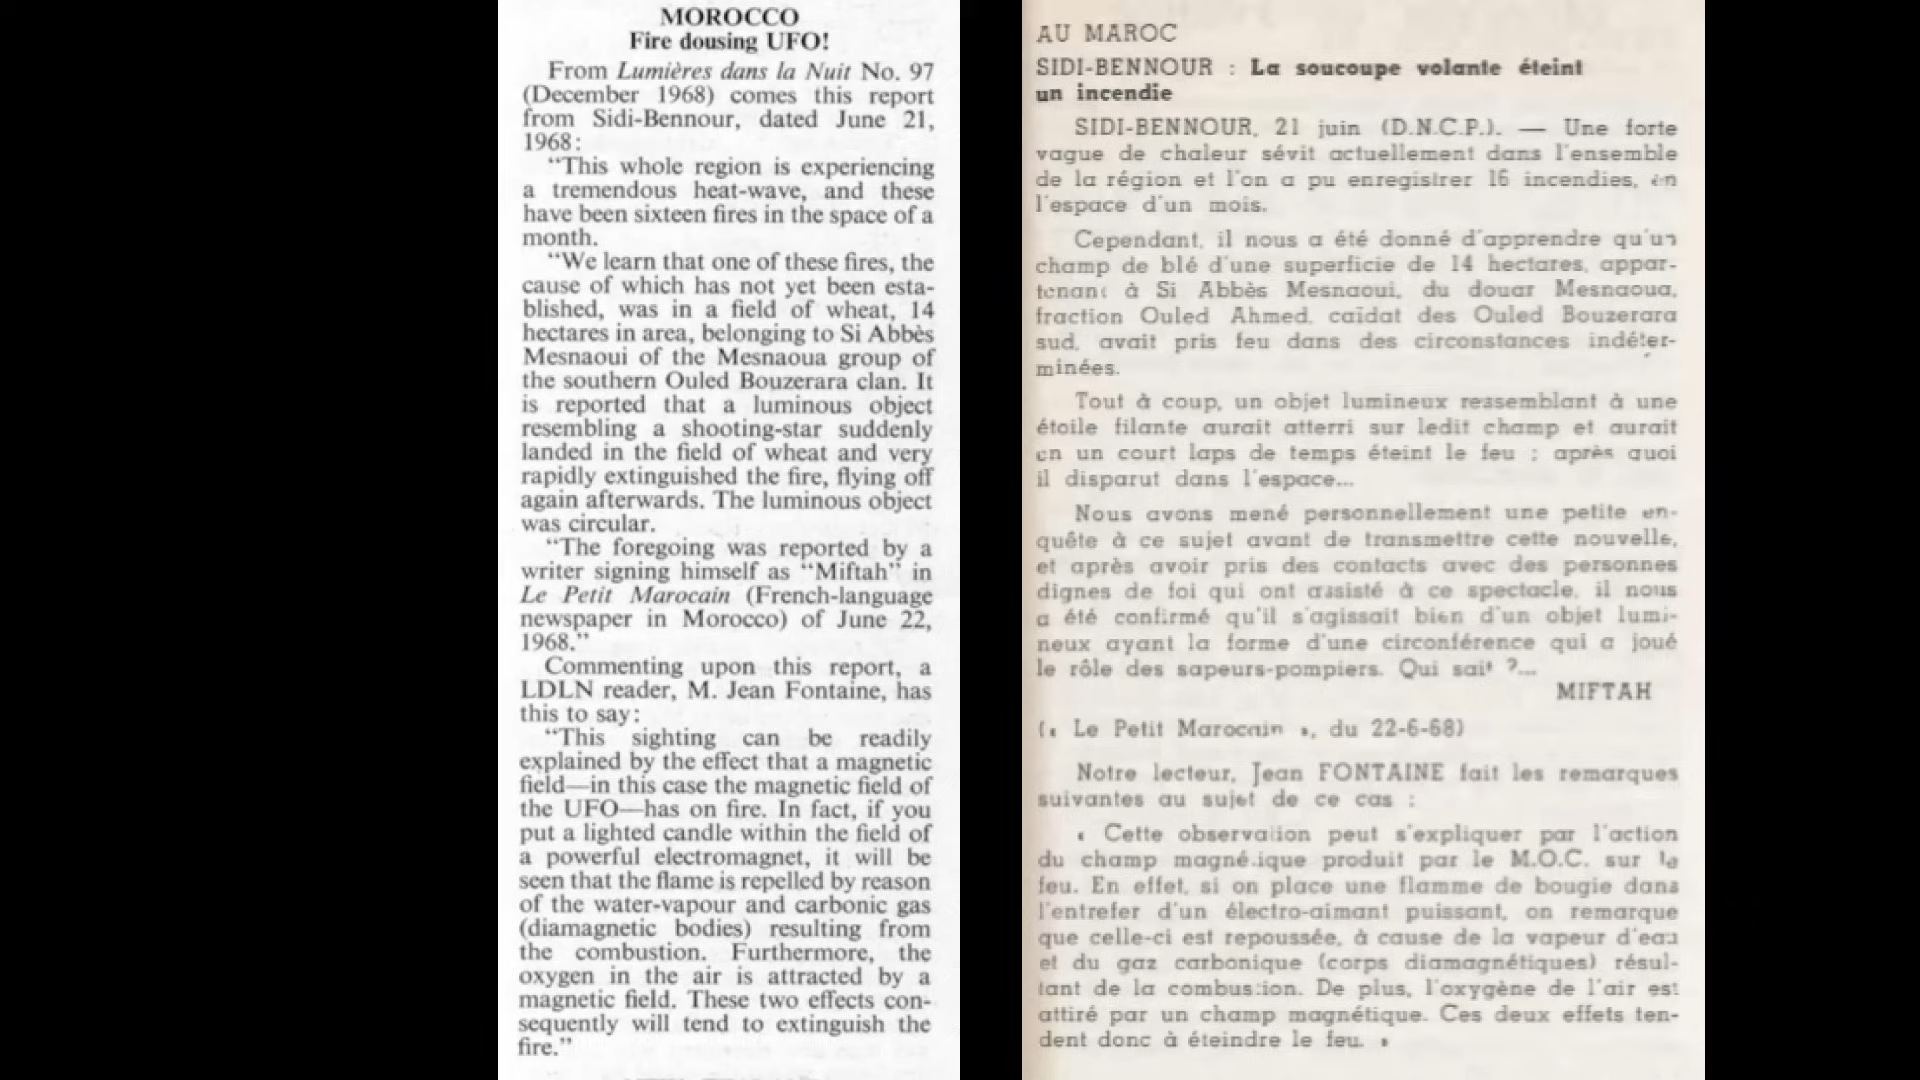 MOROCCO
Fire dousing UFO!
From Lumières dans la Nuit No. 97
(December 1968) comes this report
from Sidi-Bennour, dated June 21,
1968:
"This whole region is experiencing
a tremendous heat-wave, and these
have been sixteen fires in the space of a
month.
"We learn that one of these fires, the
cause of which has not yet been esta-
blished, was in a field of wheat, 14
hectares in area, belonging to Si Abbès
Mesnaoui of the Mesnaoua group of
the southern Ouled Bouzerara clan. It
is reported that a luminous object
resembling a shooting-star suddenly
landed in the field of wheat and very
rapidly extinguished the fire, flying off
again afterwards. The luminous object
was circular.
"The foregoing was reported by a
writer signing himself as "Miftah" in
Le Petit Marocain (French-language
newspaper in Morocco) of June 22,
1968."
Commenting upon this report, a
LDLN reader, M. Jean Fontaine, has
this to say:
"This sighting can be readily
explained by the effect that a magnetic
field—in this case the magnetic field of
the UFO—has on fire. In fact, if you
put a lighted candle within the field of
a powerful electromagnet, it will be
seen that the flame is repelled by reason
of the water-vapour and carbonic gas
(diamagnetic bodies) resulting from
the combustion. Furthermore, the
oxygen in the air is attracted by a
magnetic field. These two effects con-
sequently will tend to extinguish the
fire."
AU MAROC
SIDI-BENNOUR : La soucoupe volante éteint
un incendie
SIDI-BENNOUR, 21 juin (D.N.C.P.). — Une forte
vague de chaleur sévit actuellement dans l'ensemble
de la région et l'on a pu enregistrer 16 incendies, en
l'espace d'un mois.
Cependant, il nous a été donné d'apprendre qu'un
champ de blé d'une superficie de 14 hectares, appar-
tenant à Si Abbès Mesnaoui, du douar Mesnaoua,
fraction Ouled Ahmed, caïdat des Ouled Bouzerara
sud, avait pris feu dans des circonstances indéter-
minées.
Tout à coup, un objet lumineux ressemblant à une
étoile filante aurait atterri sur ledit champ et aurait
en un court laps de temps éteint le feu ; après quoi
il disparut dans l'espace...
Nous avons mené personnellement une petite en-
quête à ce sujet avant de transmettre cette nouvelle,
et après avoir pris des contacts avec des personnes
dignes de foi qui ont assisté à ce spectacle, il nous
a été confirmé qu'il s'agissait bien d'un objet lumi-
neux ayant la forme d'une circonférence qui a joué
le rôle des sapeurs-pompiers. Qui sait ?...
MIFTAH
(« Le Petit Marocain », du 22-6-68)
Notre lecteur, Jean FONTAINE fait les remarques
suivantes au sujet de ce cas :
« Cette observation peut s'expliquer par l'action
du champ magnétique produit par le M.O.C. sur le
feu. En effet, si on place une flamme de bougie dans
l'entrefer d'un électro-aimant puissant, on remarque
que celle-ci est repoussée, à cause de la vapeur d'eau
et du gaz carbonique (corps diamagnétiques) résul-
tant de la combustion. De plus, l'oxygène de l'air est
attiré par un champ magnétique. Ces deux effets ten-
dent donc à éteindre le feu. »